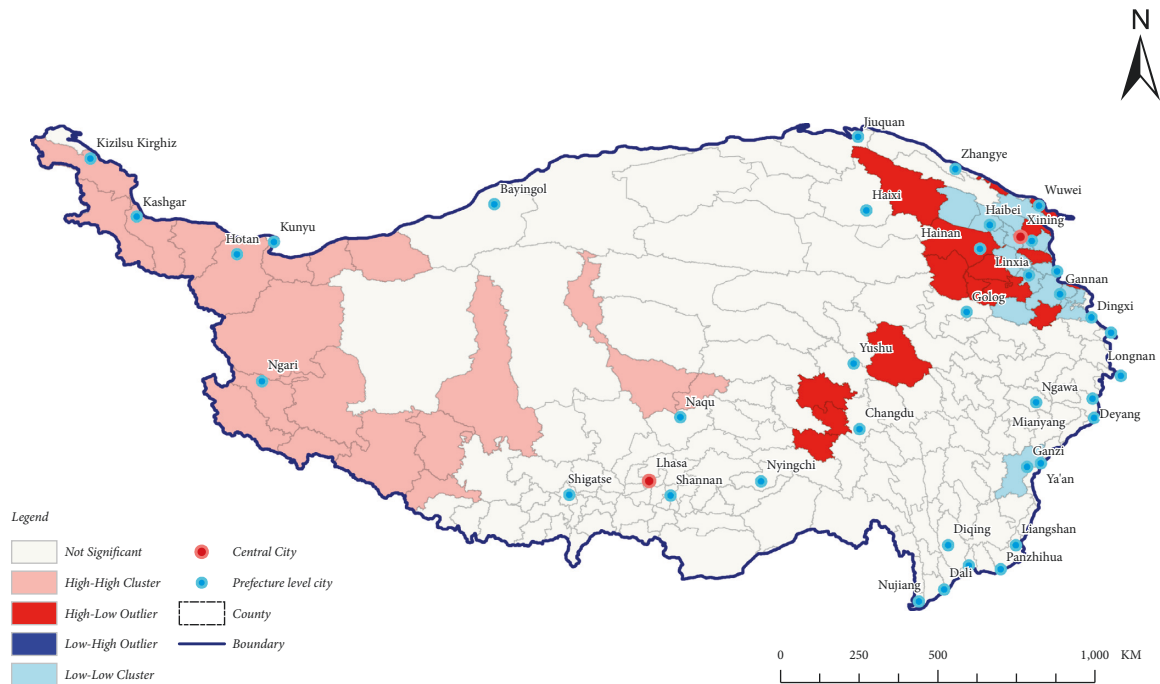 N
Jiuquan
Kizilsu Kirghiz
Zhangye
Bayingol
Haixi
Wuwei
Kashgar
Haibei
Xining
Hotan
Kunyu
Hainan
Linxia
Gannan
Golog
Dingxi
Yushu
Longnan
Ngari
Ngawa
Naqu
Changdu
Deyang
Mianyang
Ganzi
Lhasa
Nyingchi
Shigatse
Shannan
Ya'an
Diqing
Liangshan
Panzhihua
Dali
Nujiang
Legend
Not Significant
Central City
High-High Cluster
Prefecture level city
High-Low Outlier
County
Low-High Outlier
Boundary
Low-Low Cluster
0 250 500 1,000 KM